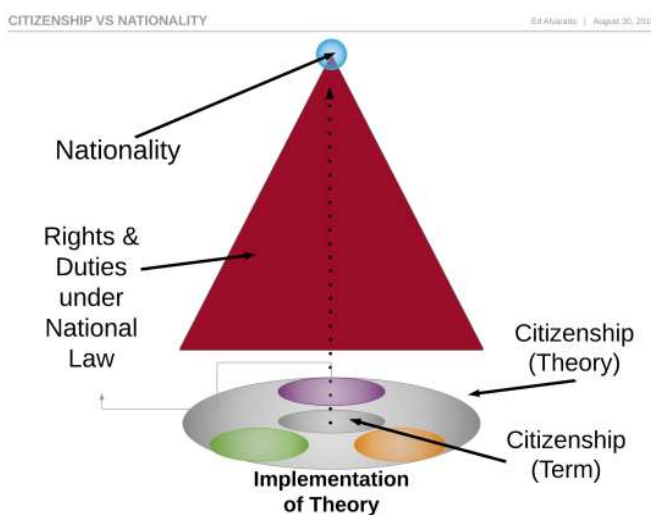 CITIZENSHIP VS NATIONALITY
Ed Alvarado | August 30, 201
Nationality
Rights &
Duties
under
National
Law
Citizenship
(Theory)
Citizenship
(Term)
Implementation
of Theory